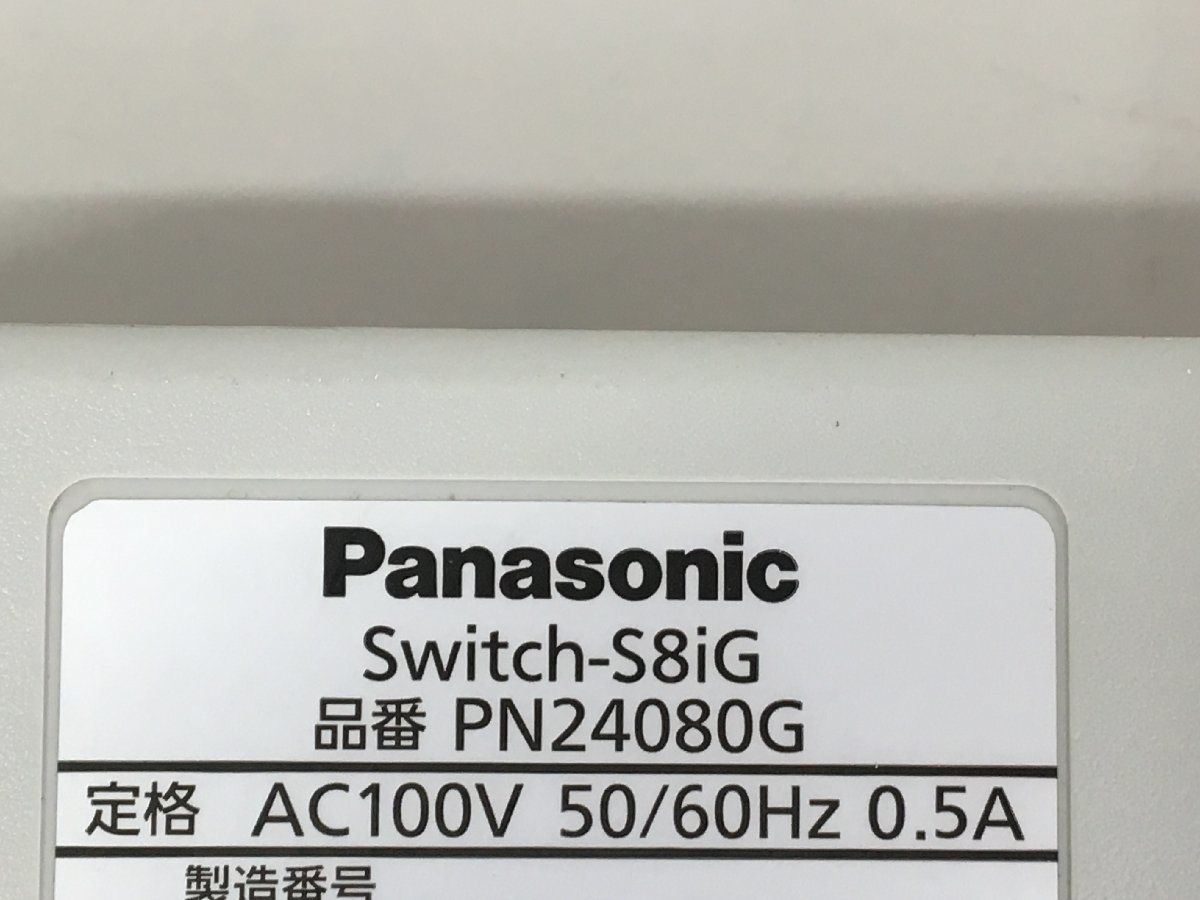 Panasonic
Switch-S8iG
品番 PN24080G
定格 AC100V 50/60Hz 0.5A
製造番号